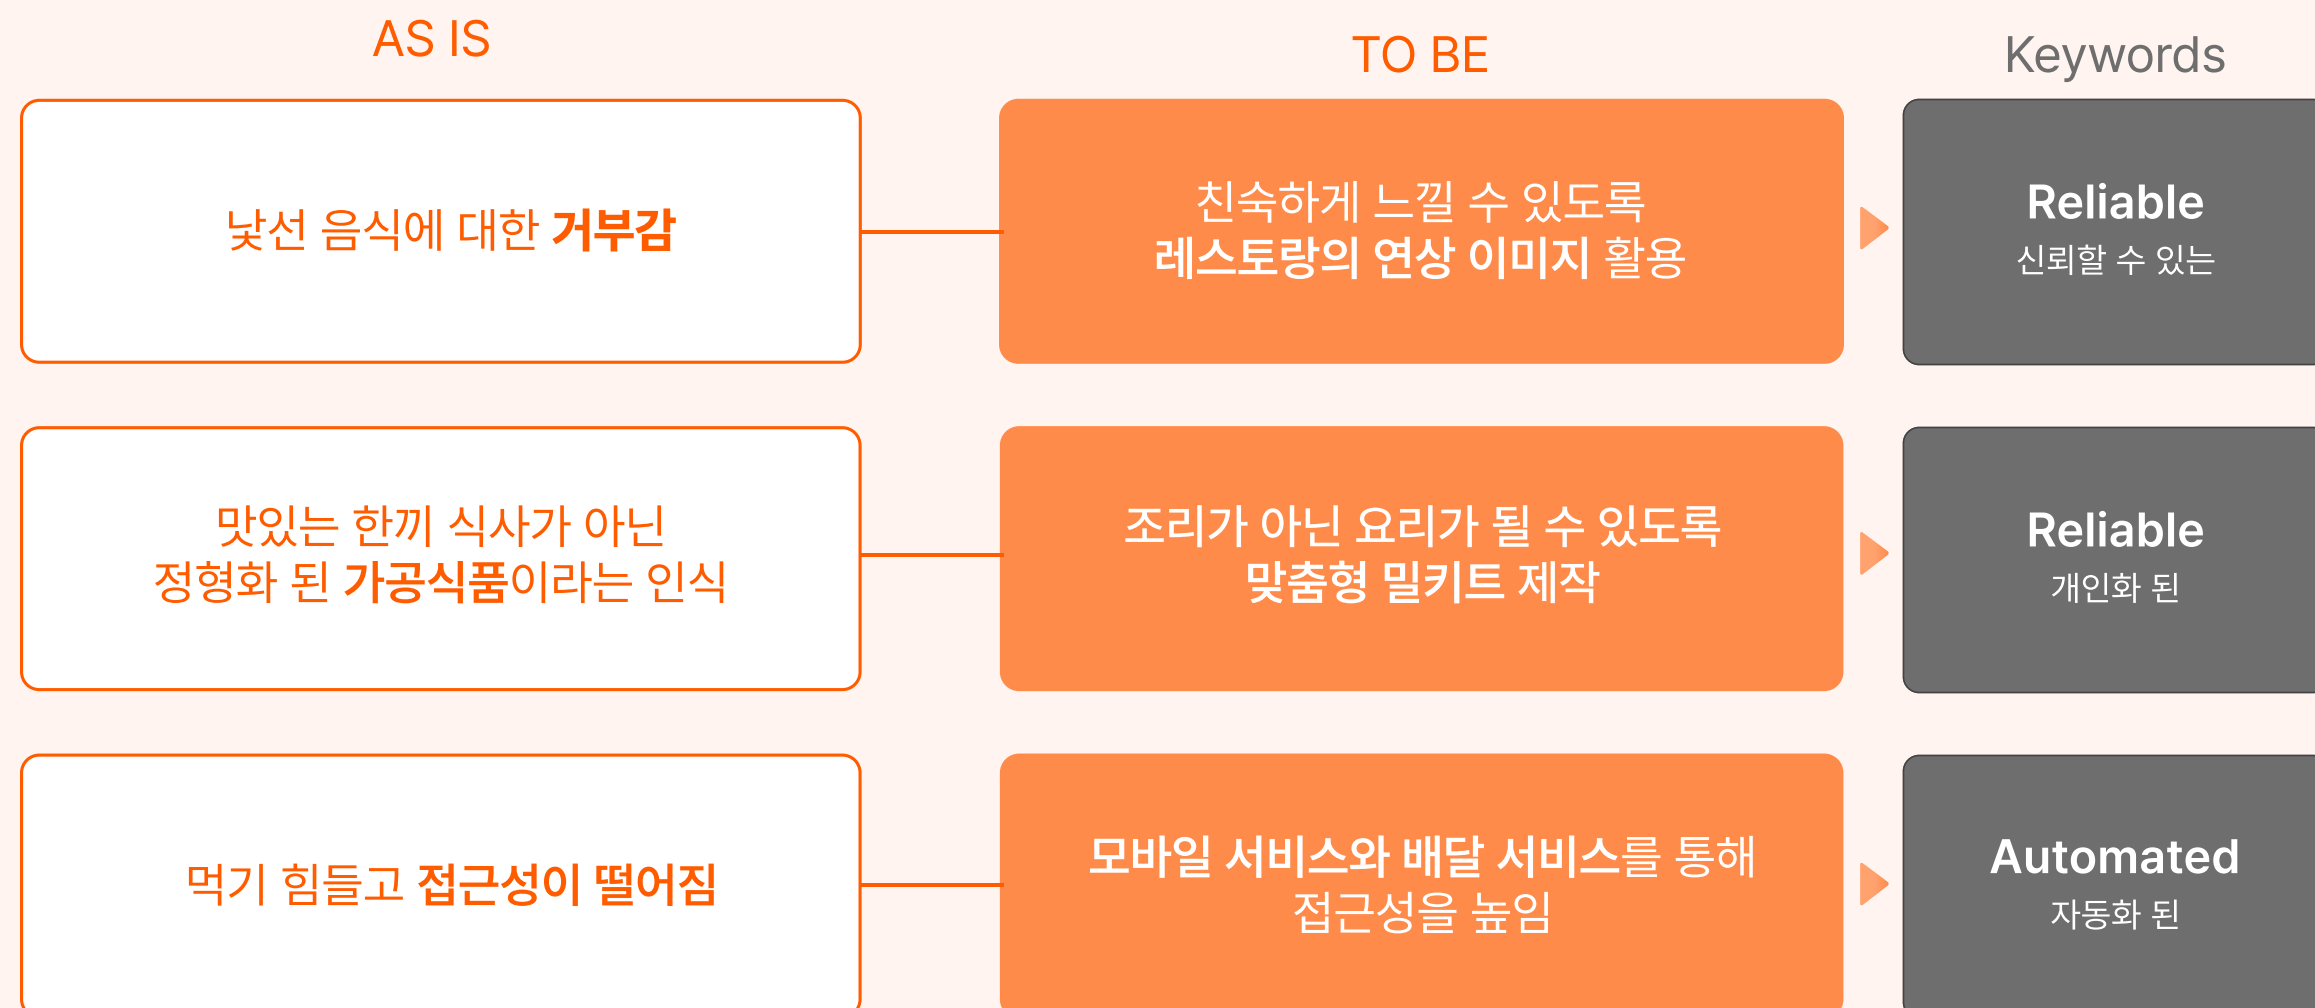 AS IS
TO BE
Keywords
낯선 음식에 대한 거부감
친숙하게 느낄 수 있도록
레스토랑의 연상 이미지 활용
Reliable
신뢰할 수 있는
맛있는 한끼 식사가 아닌
정형화 된 가공식품이라는 인식
조리가 아닌 요리가 될 수 있도록
맞춤형 밀키트 제작
Reliable
개인화 된
먹기 힘들고 접근성이 떨어짐
모바일 서비스와 배달 서비스를 통해
접근성을 높임
Automated
자동화 된